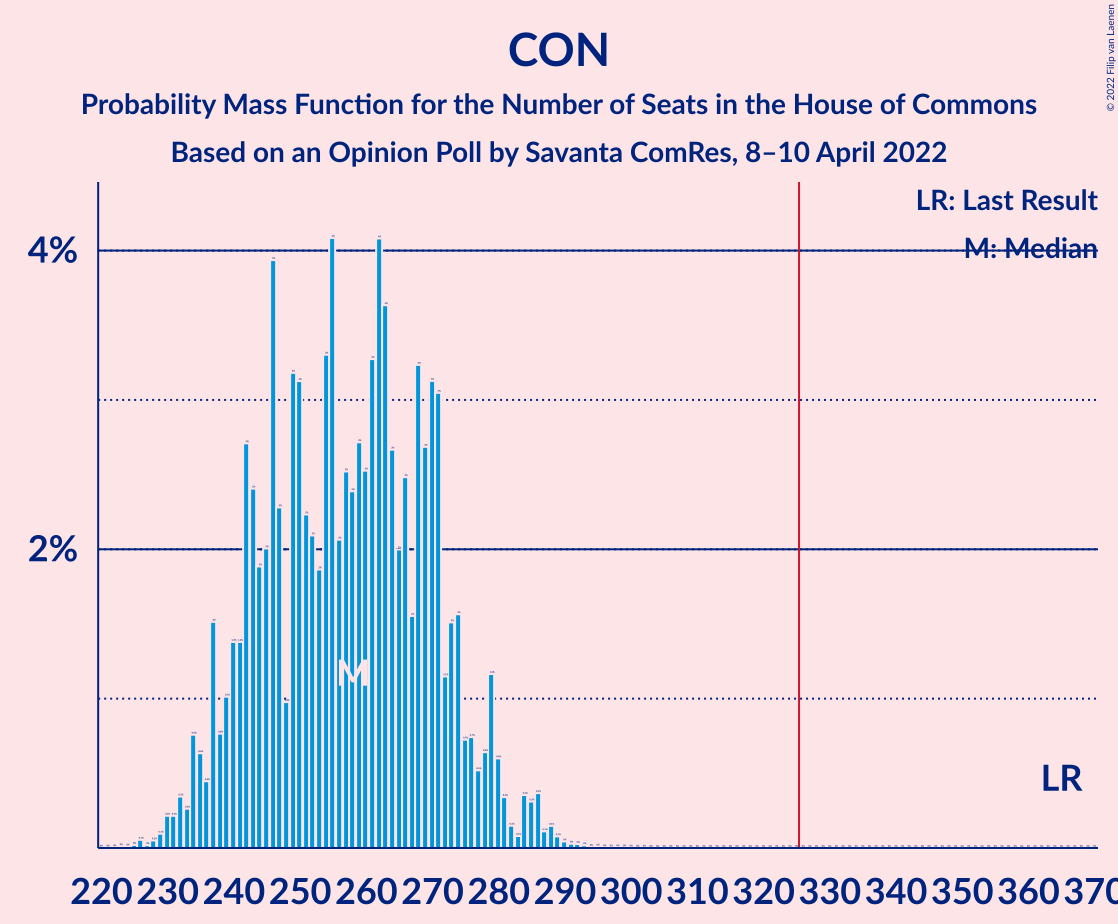 CON
Probability Mass Function for the Number of Seats in the House of Commons
Based on an Opinion Poll by Savanta ComRes, 8–10 April 2022
© 2022 Filip van Laenen
LR: Last Result
M: Median
4%
2%
M
LR
220 230 240 250 260 270 280 290 300 310 320 330 340 350 360 370